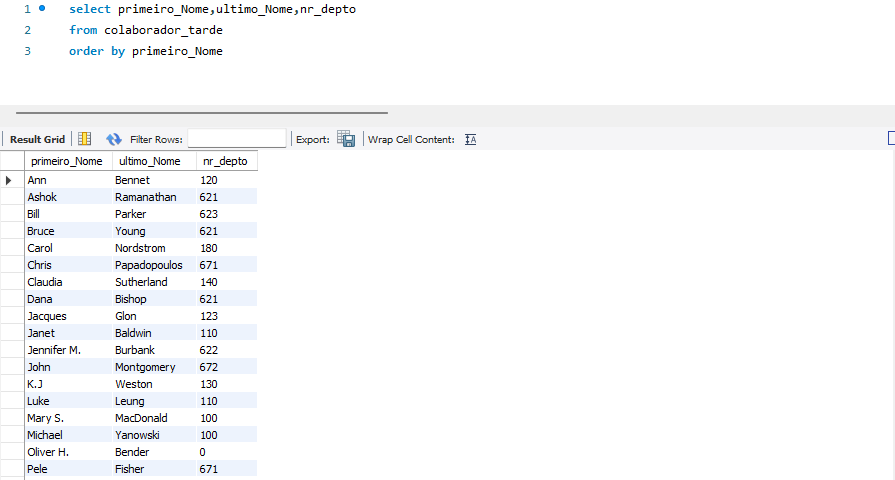 1 select primeiro_Nome,ultimo_Nome,nr_depto
2 from colaborador_tarde
3 order by primeiro_Nome
Result Grid Filter Rows: Export: Wrap Cell Content:
primeiro_Nome ultimo_Nome nr_depto
Ann Bennet 120
Ashok Ramanathan 621
Bill Parker 623
Bruce Young 621
Carol Nordstrom 180
Chris Papadopoulos 671
Claudia Sutherland 140
Dana Bishop 621
Jacques Glon 123
Janet Baldwin 110
Jennifer M. Burbank 622
John Montgomery 672
K.J Weston 130
Luke Leung 110
Mary S. MacDonald 100
Michael Yanowski 100
Oliver H. Bender 0
Pele Fisher 671